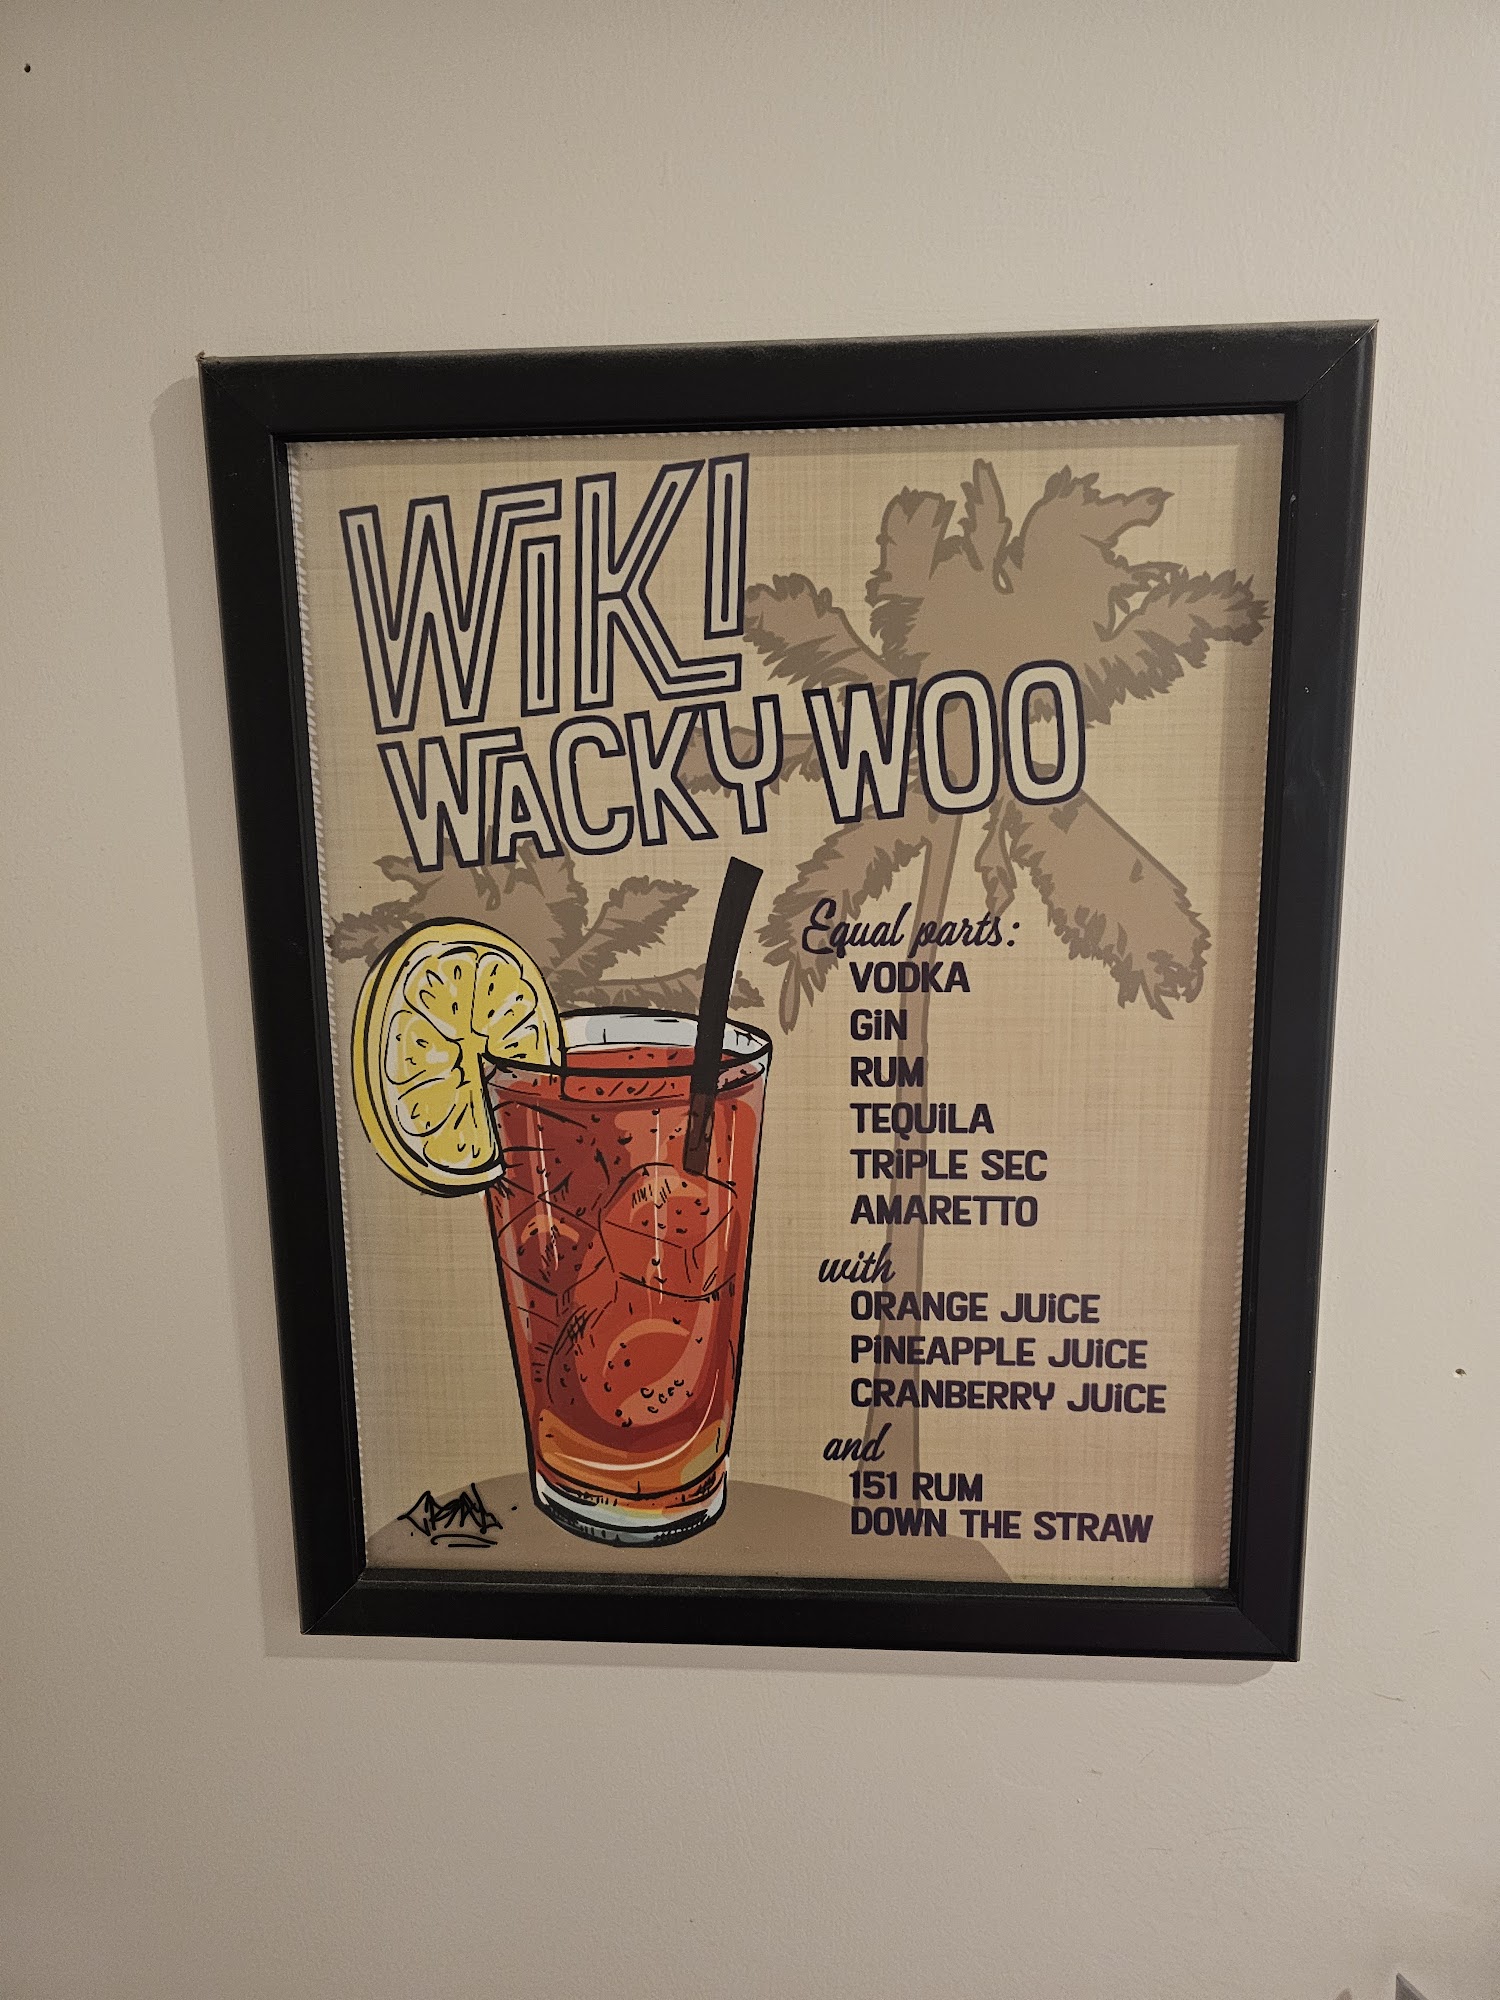 WiKI
WACKY WOO
Equal parts:
VODKA
GiN
RUM
TEQUiLA
TRiPLE SEC
AMARETTO
with
ORANGE JUiCE
PiNEAPPLE JUiCE
CRANBERRY JUiCE
and
151 RUM
DOWN THE STRAW